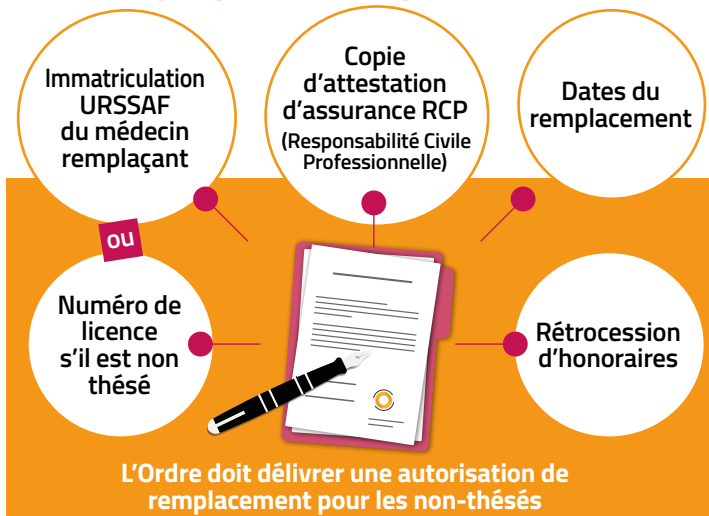 Immatriculation
URSSAF
du médecin
remplaçant
Copie
d'attestation
d'assurance RCP
(Responsabilité Civile
Professionnelle)
Dates du
remplacement
ou
Numéro de
licence
s'il est non
thésé
Rétrocession
d'honoraires
L'Ordre doit délivrer une autorisation de
remplacement pour les non-thésés